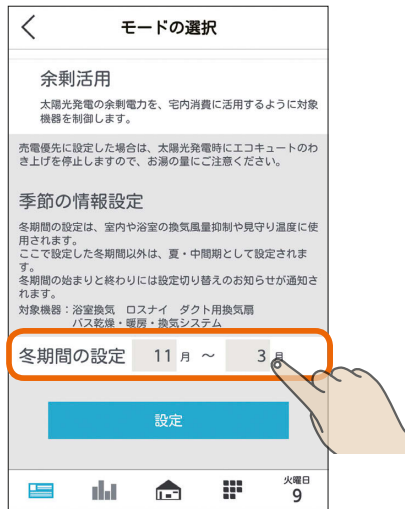 モードの選択
余剰活用
太陽光発電の余剰電力を、宅内消費に活用するように対象
機器を制御します。
売電優先に設定した場合は、太陽光発電時にエコキュートのわ
き上げを停止しますので、お湯の量にご注意ください。
季節の情報設定
冬期間の設定は、室内や浴室の換気風量抑制や見守り温度に使
用されます。
ここで設定した冬期間以外は、夏・中間期として設定されま
す。
冬期間の始まりと終わりには設定切り替えのお知らせが通知さ
れます。
対象機器：浴室換気 ロスナイ ダクト用換気扇
バス乾燥・暖房・換気システム
冬期間の設定 11 月 ～ 3 月
設定
火曜日
9